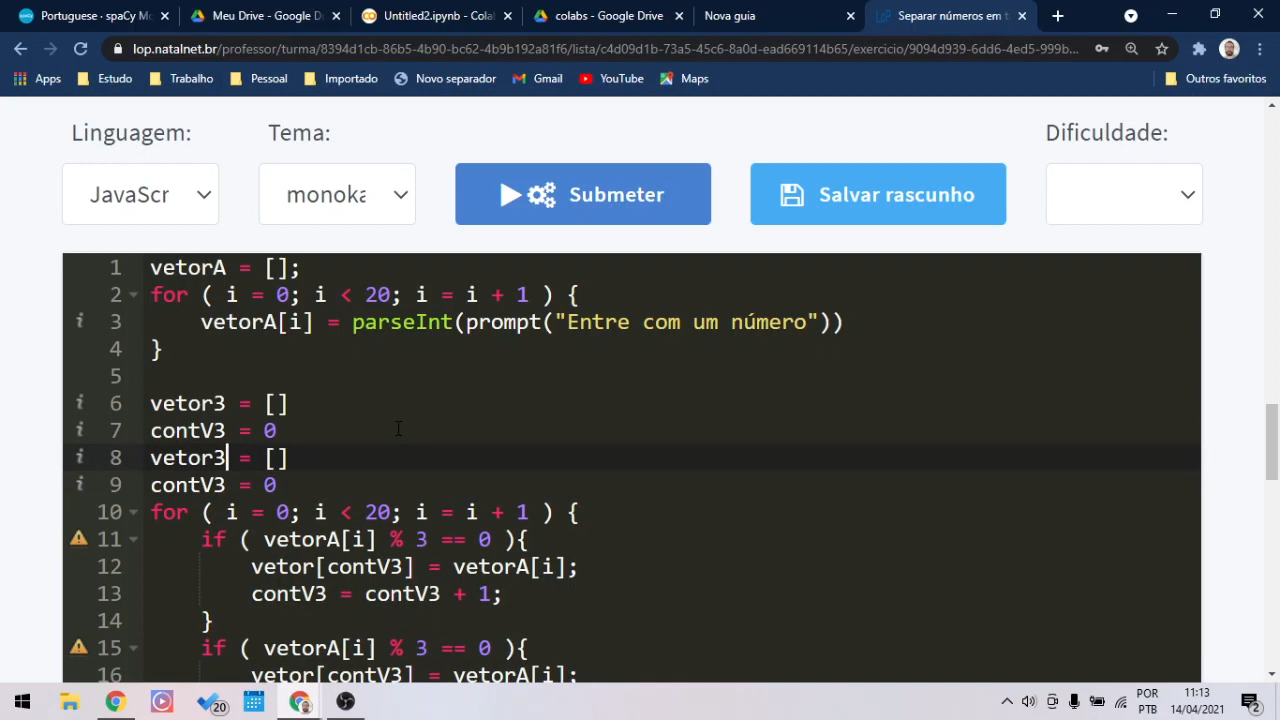 Portuguese · spaCy Mo
Meu Drive - Google D
Untitled2.ipynb - Cola
colabs - Google Drive
Nova guia
Separar números em t
lop.natalnet.br/professor/turma/8394d1cb-86b5-4b90-bc62-4b9b192a81f6/lista/c4d09d1b-73a5-45cb-8a0d-ead669114b65/exercicio/9094d939-6dd6-4ed5-999b...
Apps Estudo Trabalho Pessoal Importado Novo separador Gmail YouTube Maps Outros favoritos
Linguagem: Tema: Dificuldade:
JavaScr monoka Submeter Salvar rascunho
1 vetorA = [];
2 for ( i = 0; i < 20; i = i + 1 ) {
3 vetorA[i] = parseInt(prompt("Entre com um número"))
4 }
5
6 vetor3 = []
7 contV3 = 0
8 vetor3 = []
9 contV3 = 0
10 for ( i = 0; i < 20; i = i + 1 ) {
11 if ( vetorA[i] % 3 == 0 ){
12 vetor[contV3] = vetorA[i];
13 contV3 = contV3 + 1;
14 }
15 if ( vetorA[i] % 3 == 0 ){
16 vetor[contV3] = vetorA[i];
20 POR 11:13
PTB 14/04/2021 2